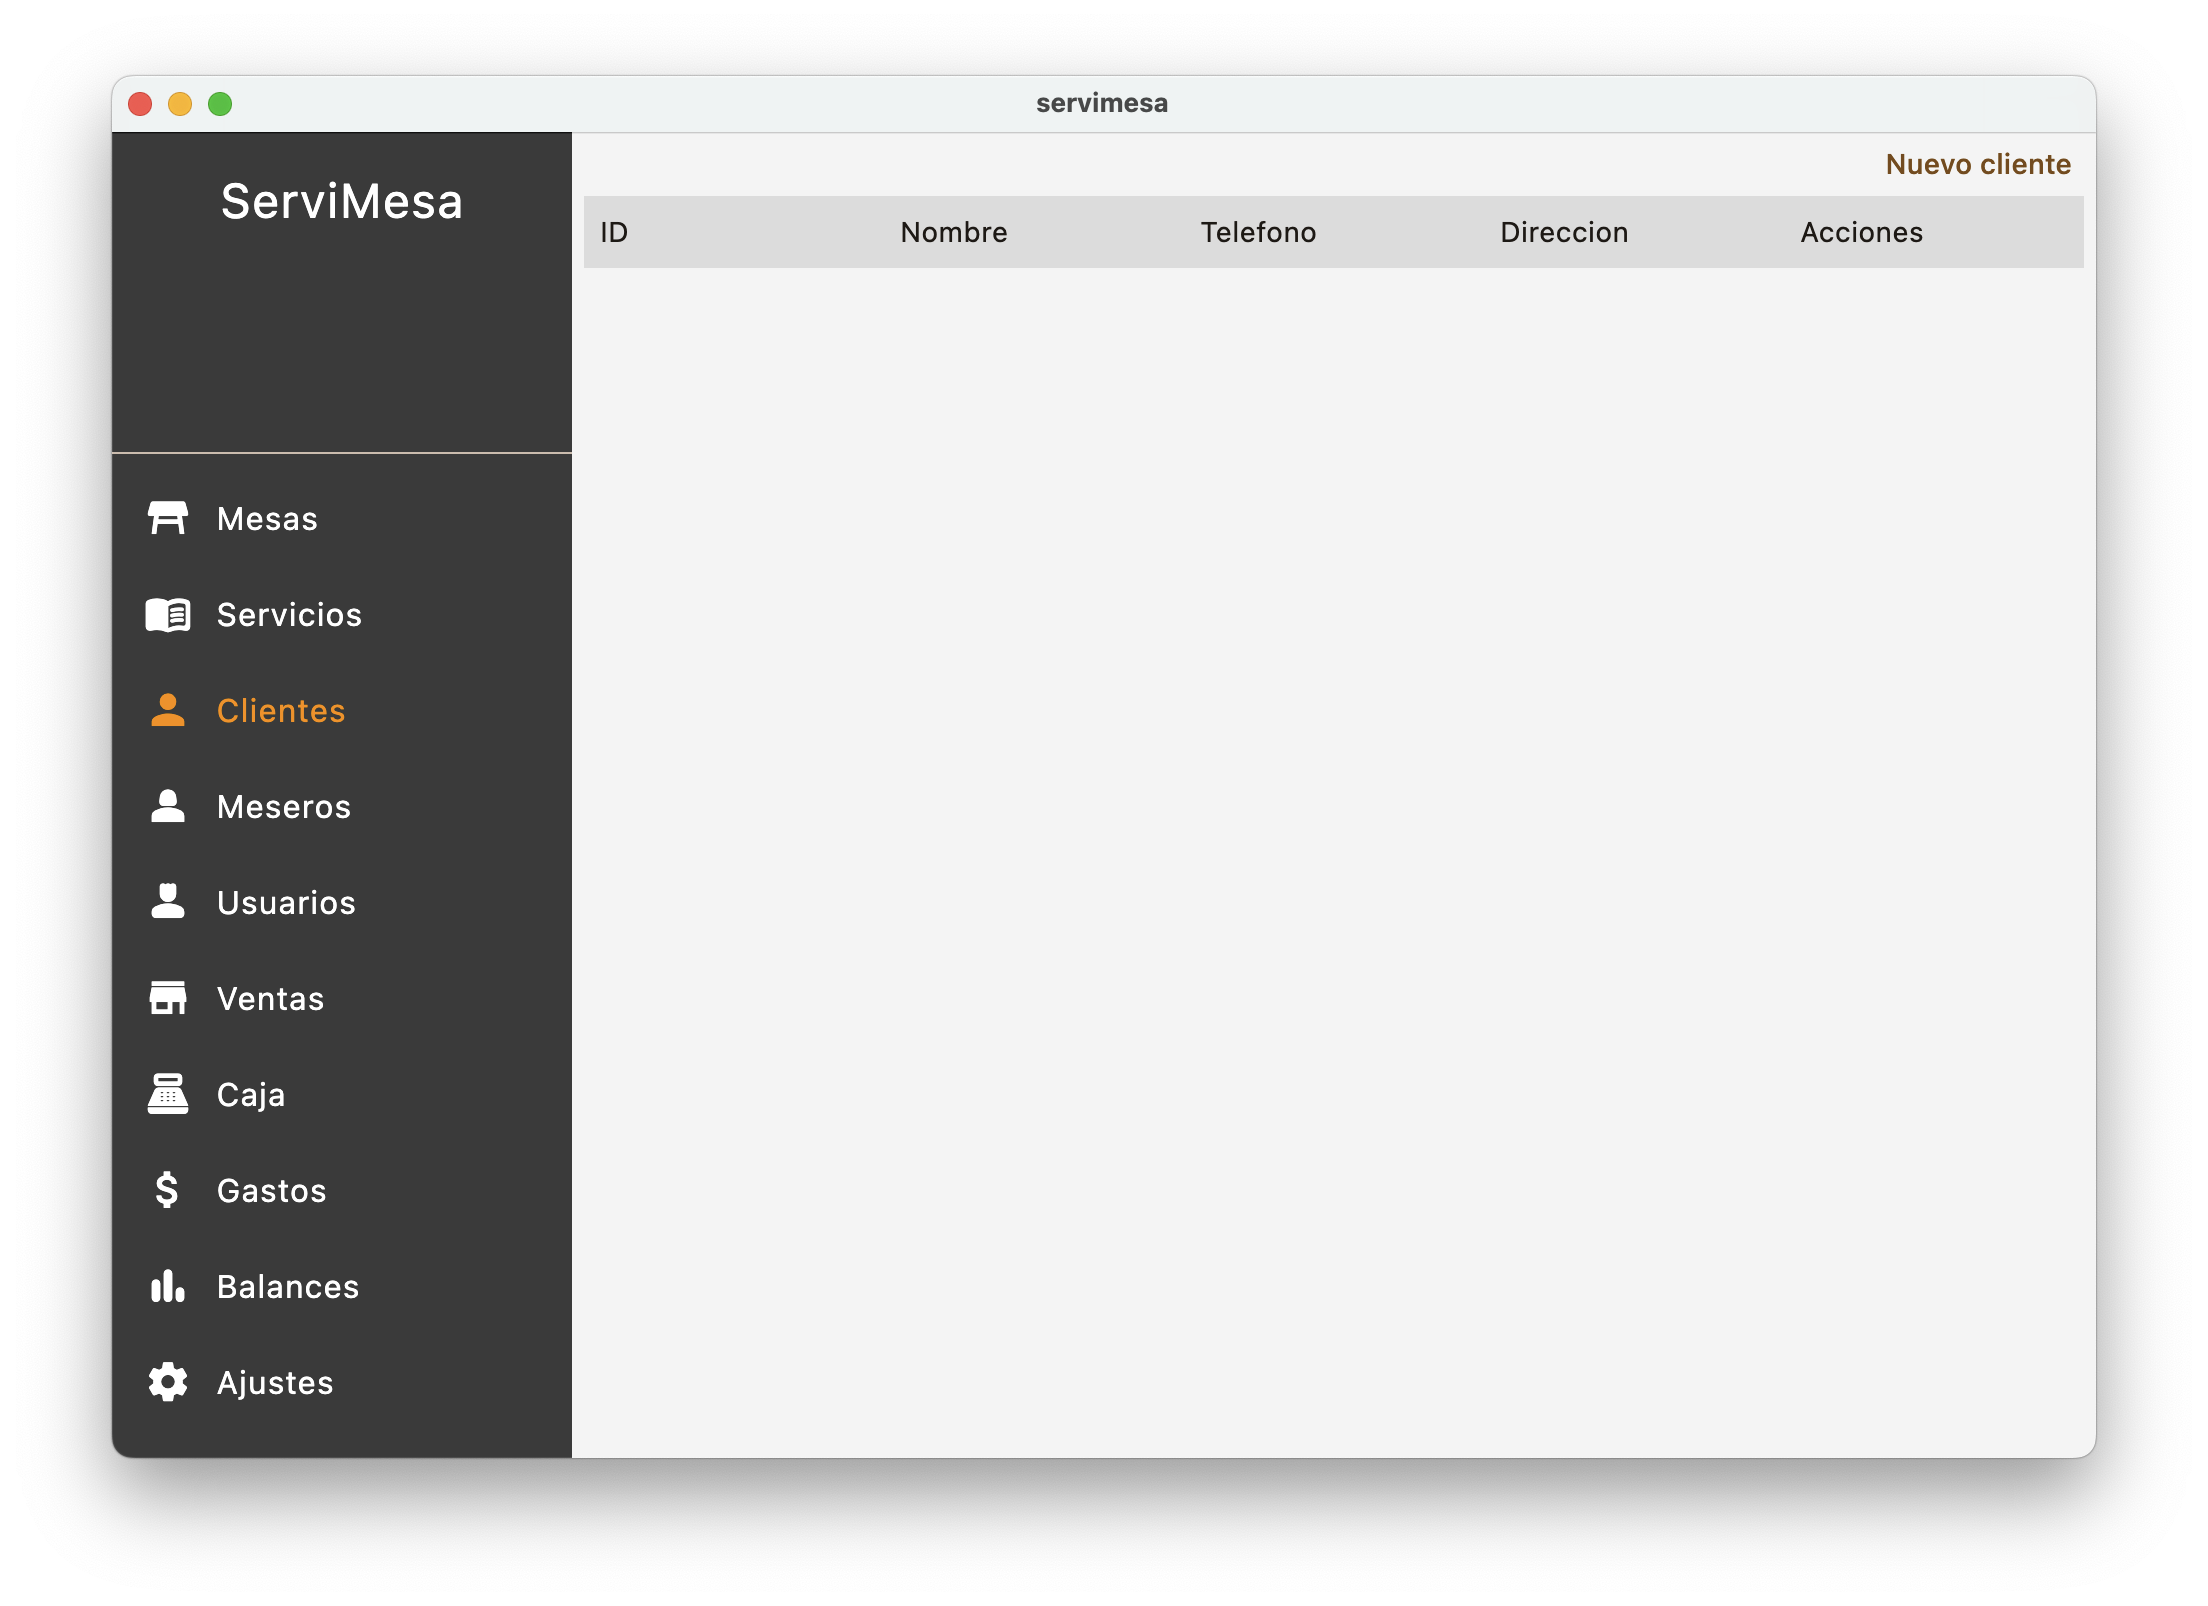 servimesa
ServiMesa
Nuevo cliente
ID Nombre Telefono Direccion Acciones
Mesas
Servicios
Clientes
Meseros
Usuarios
Ventas
Caja
Gastos
Balances
Ajustes